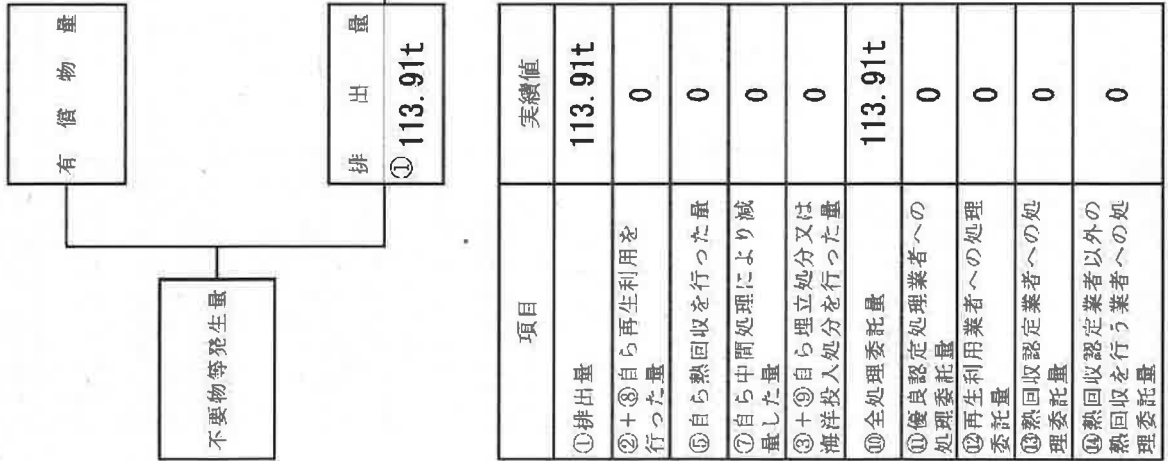 有償物量
不要物等発生量
排出量
①113.91t
項目 実績値
①排出量 113.91t
②+⑧自ら再生利用を
行った量 0
⑤自ら熱回収を行った量 0
⑦自ら中間処理により減
量した量 0
③+⑨自ら埋立処分又は
海洋投入処分を行った量 0
⑩全処理委託量 113.91t
⑪優良認定処理業者への
処理委託量 0
⑫再生利用業者への処理
委託量 0
⑬熱回収認定業者への処
理委託量 0
⑭熱回収認定業者以外の
熱回収を行う業者への処
理委託量 0